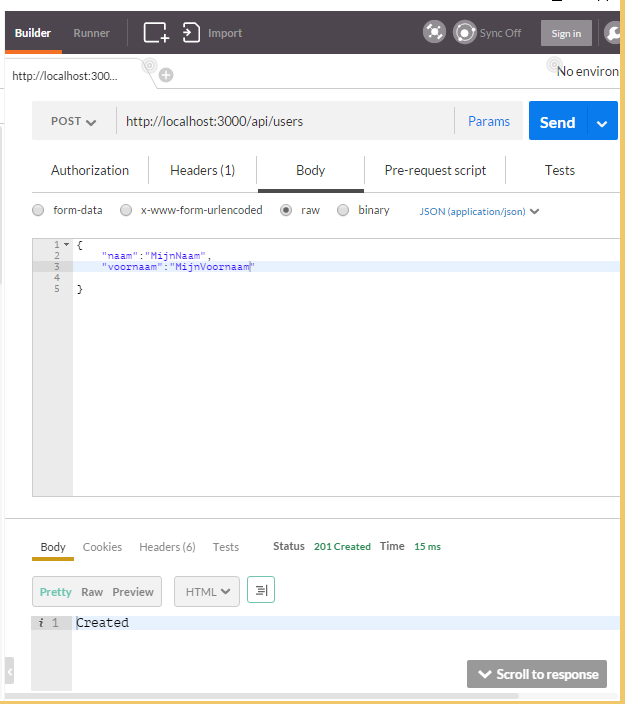 Builder Runner Import Sync Off Sign in
http://localhost:300... No environ
POST http://localhost:3000/api/users Params Send
Authorization Headers (1) Body Pre-request script Tests
form-data x-www-form-urlencoded raw binary JSON (application/json)
1 {
2 "naam":"MijnNaam",
3 "voornaam":"MijnVoornaam"
4
5 }
Body Cookies Headers (6) Tests Status 201 Created Time 15 ms
Pretty Raw Preview HTML
i 1 Created
Scroll to response